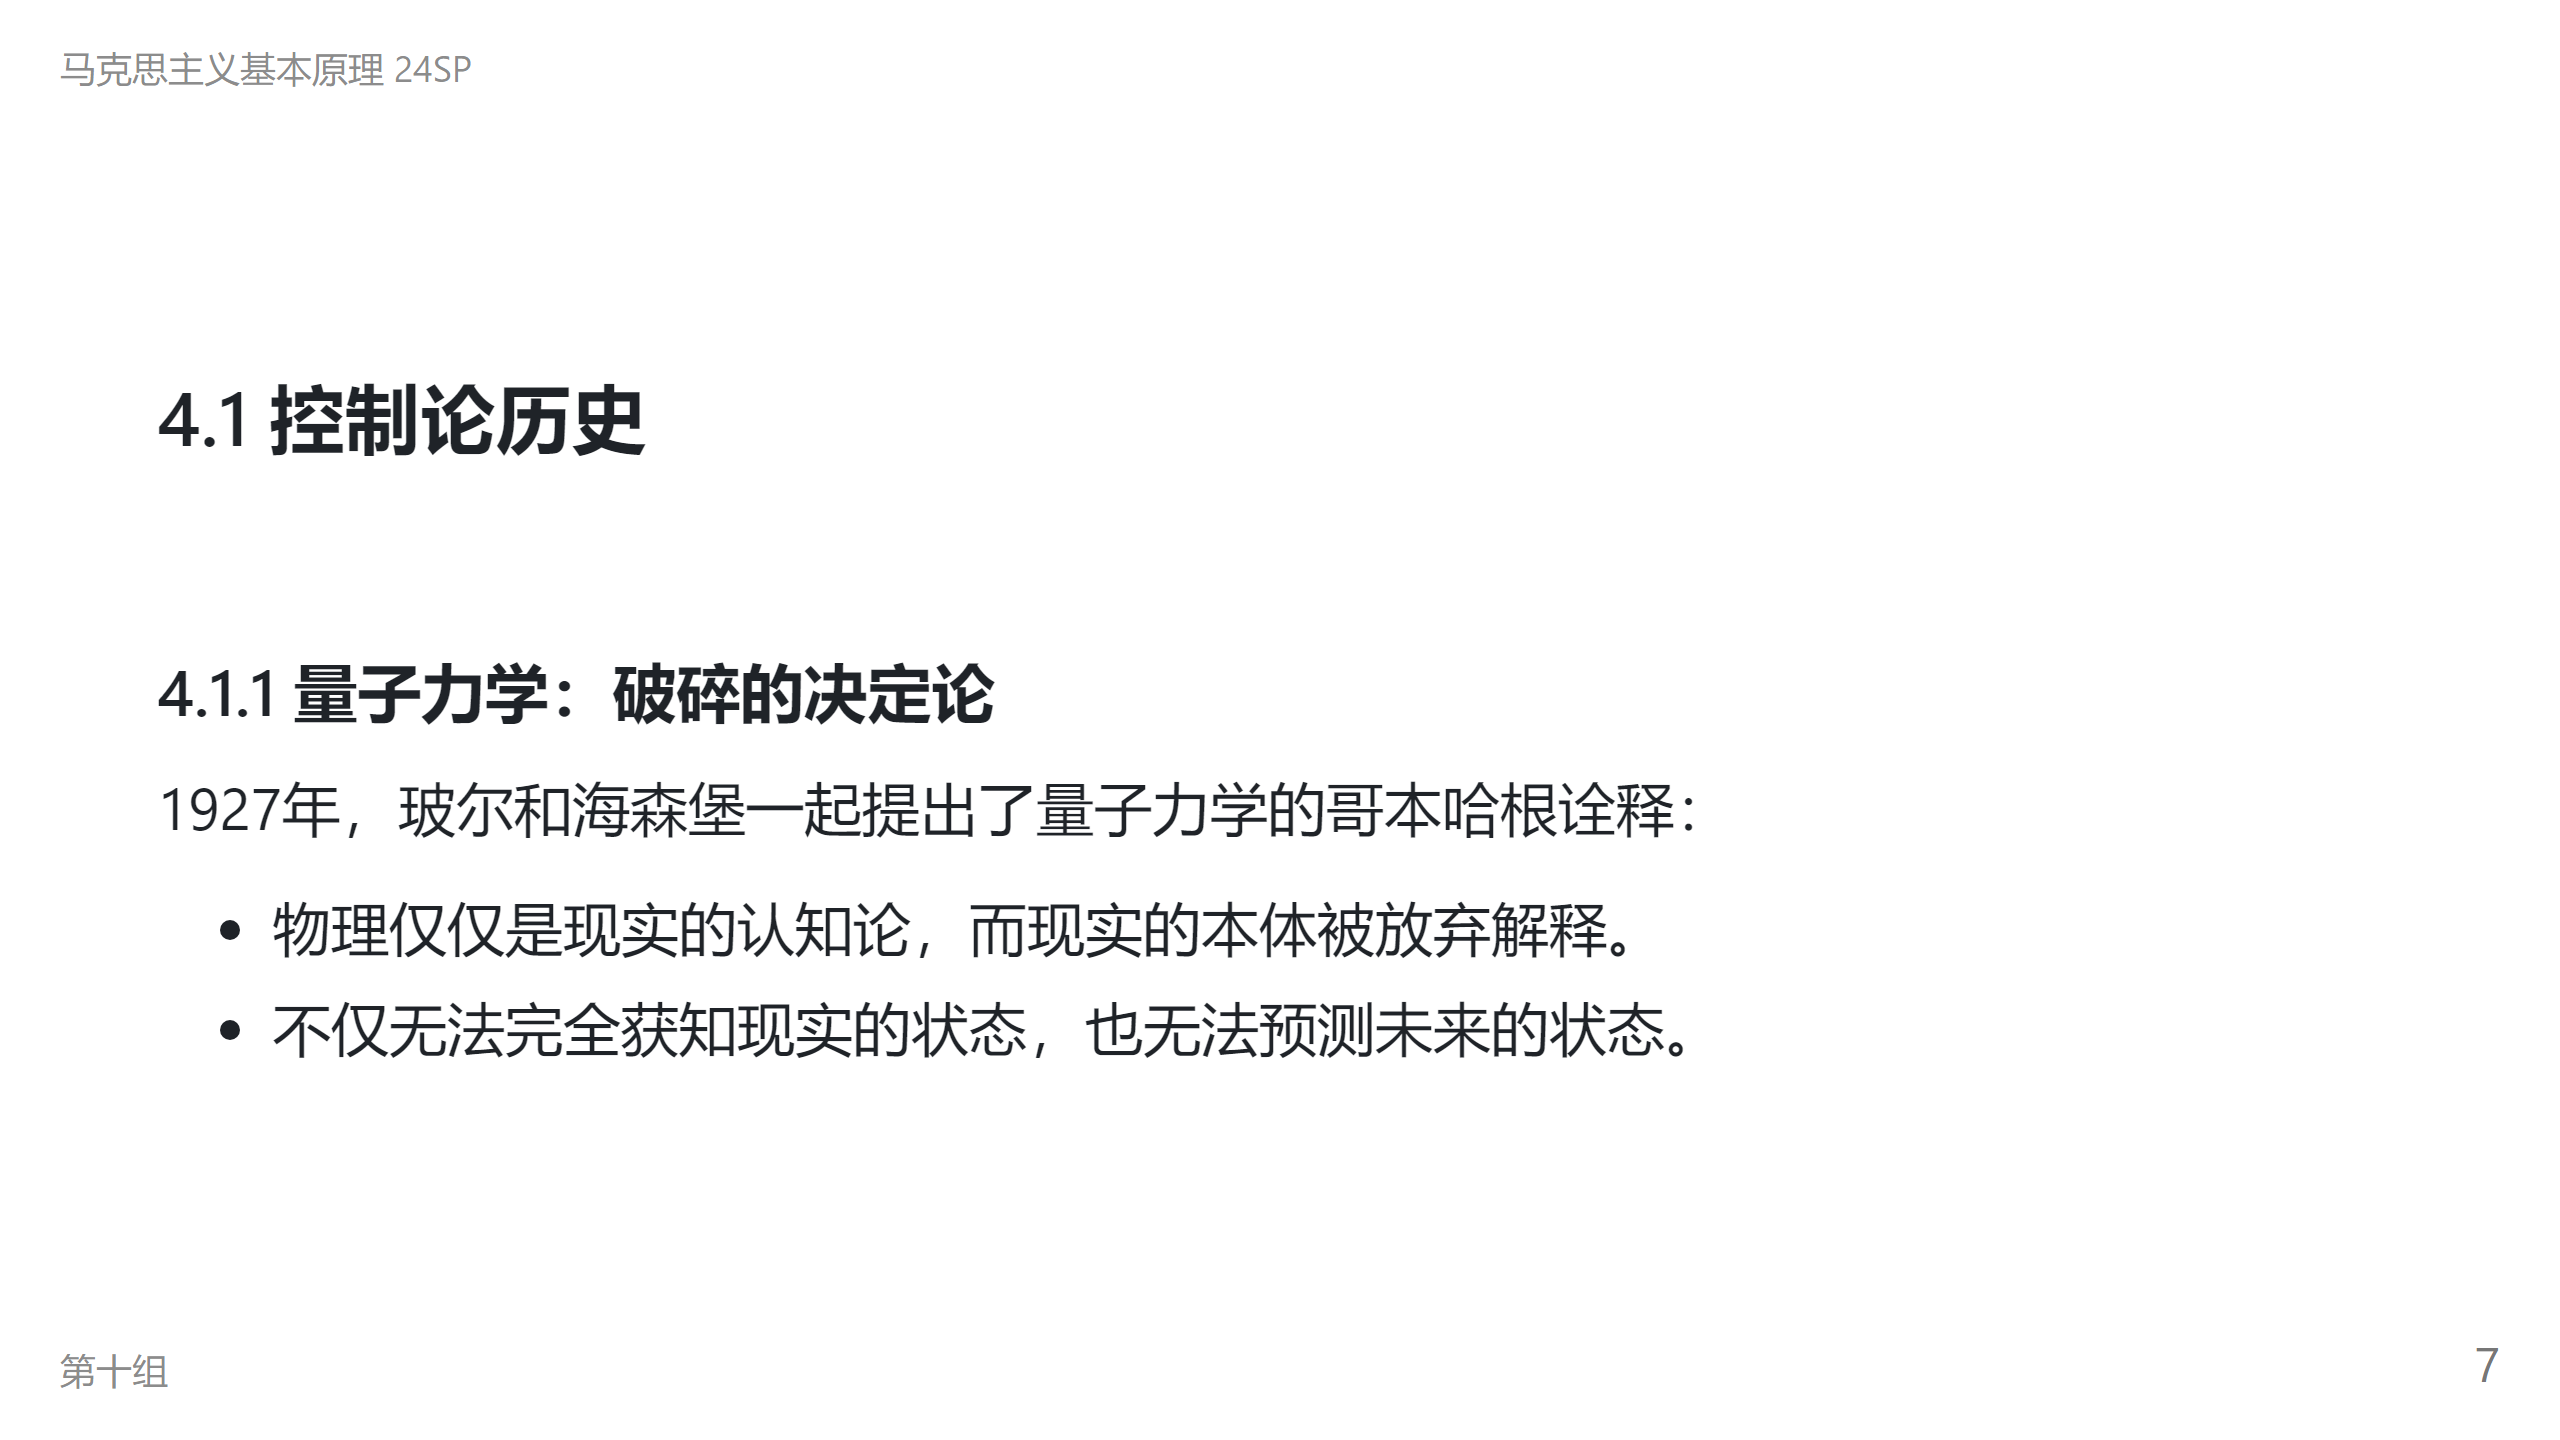 马克思主义基本原理 24SP
4.1 控制论历史
4.1.1 量子力学：破碎的决定论
1927年，玻尔和海森堡一起提出了量子力学的哥本哈根诠释：
• 物理仅仅是现实的认知论，而现实的本体被放弃解释。
• 不仅无法完全获知现实的状态，也无法预测未来的状态。
第十组
7